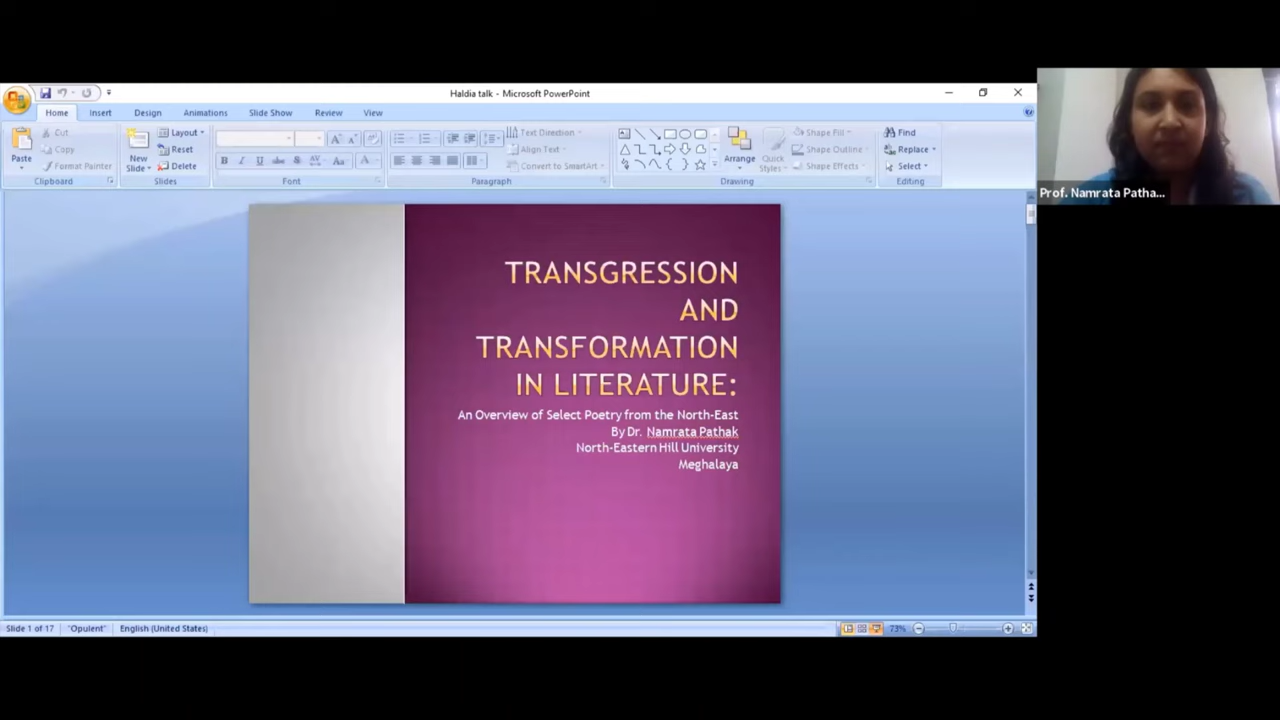 Haldia talk - Microsoft PowerPoint
Home Insert Design Animations Slide Show Review View
Paste
Cut
Copy
Format Painter
Clipboard
New
Slide
Layout
Reset
Delete
Slides
B I U abc S AV Aa A
Font
Text Direction
Align Text
Convert to SmartArt
Paragraph
Arrange
Quick
Styles
Shape Fill
Shape Outline
Shape Effects
Drawing
Find
Replace
Select
Editing
Prof. Namrata Patha...
TRANSGRESSION
AND
TRANSFORMATION
IN LITERATURE:
An Overview of Select Poetry from the North-East
By Dr. Namrata Pathak
North-Eastern Hill University
Meghalaya
Slide 1 of 17 "Opulent" English (United States) 73%